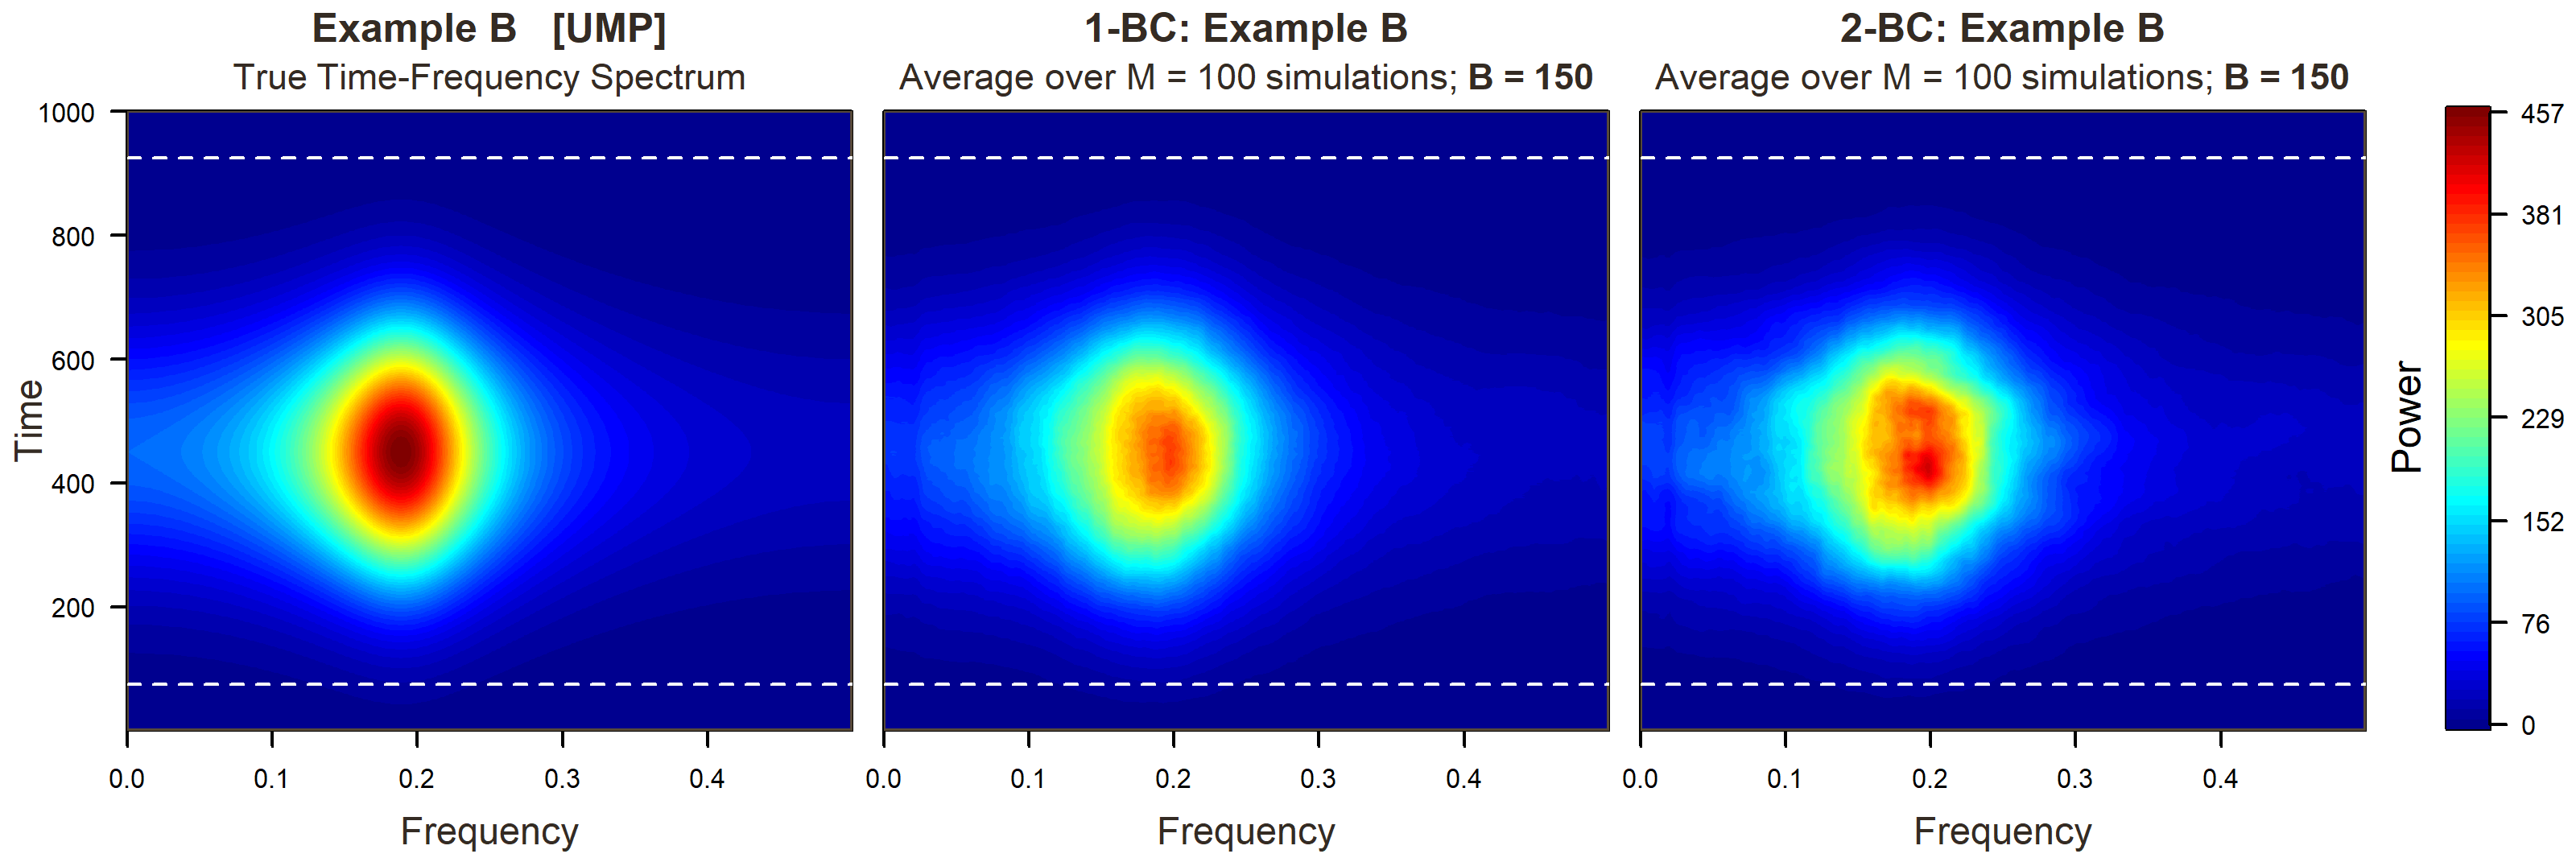 Example B [UMP]
True Time-Frequency Spectrum
1-BC: Example B
Average over M = 100 simulations; B = 150
2-BC: Example B
Average over M = 100 simulations; B = 150
Time
1000
800
600
400
200
0.0 0.1 0.2 0.3 0.4
Frequency
0.0 0.1 0.2 0.3 0.4
Frequency
0.0 0.1 0.2 0.3 0.4
Frequency
Power
457
381
305
229
152
76
0